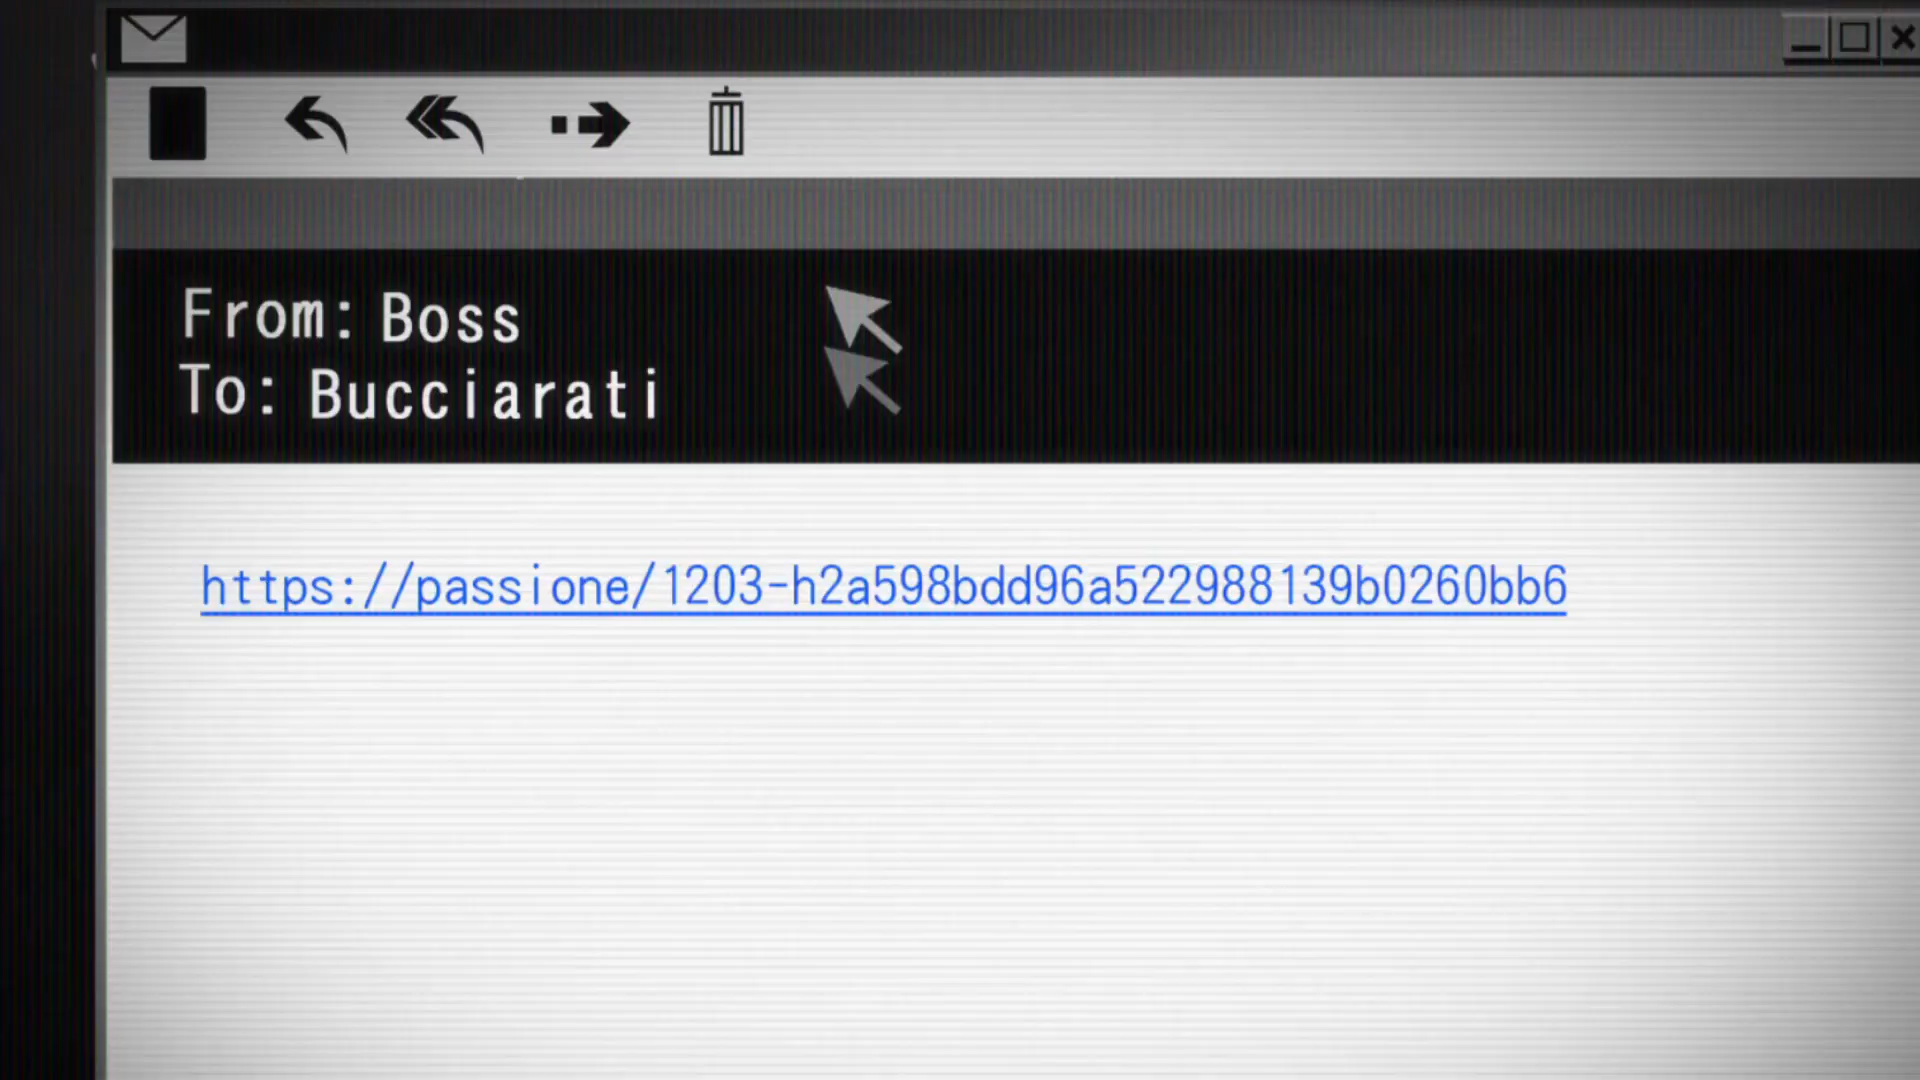 From: Boss
To: Bucciarati
https://passione/1203-h2a598bdd96a522988139b0260bb6